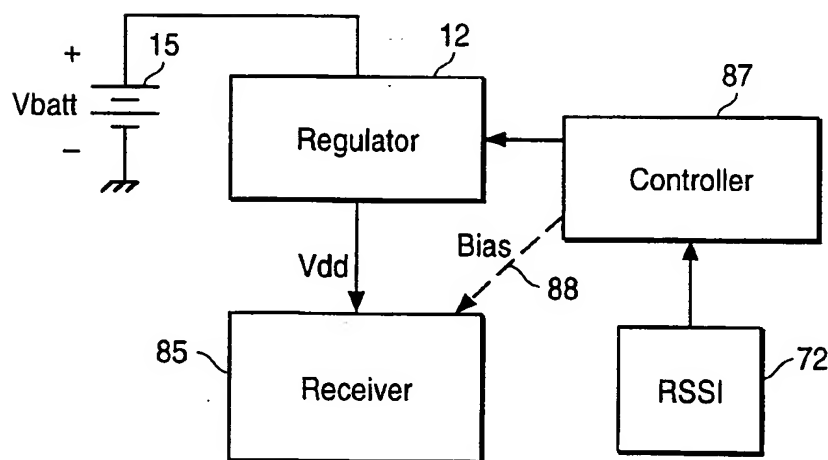 +
15
Vbatt
−
12
Regulator
87
Controller
Vdd
Bias
88
85
Receiver
RSSI
72